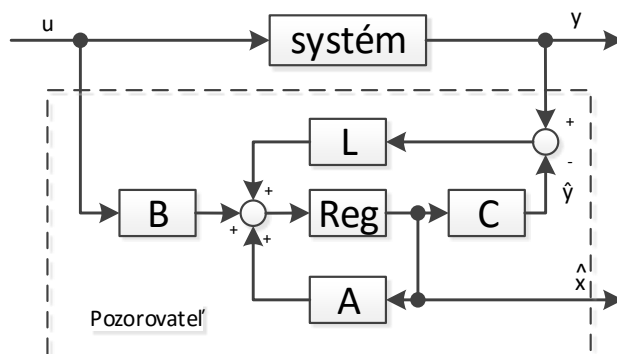 u
systém
y
+
L
-
ŷ
+
B
+
Reg
C
+
A
x̂
Pozorovateľ